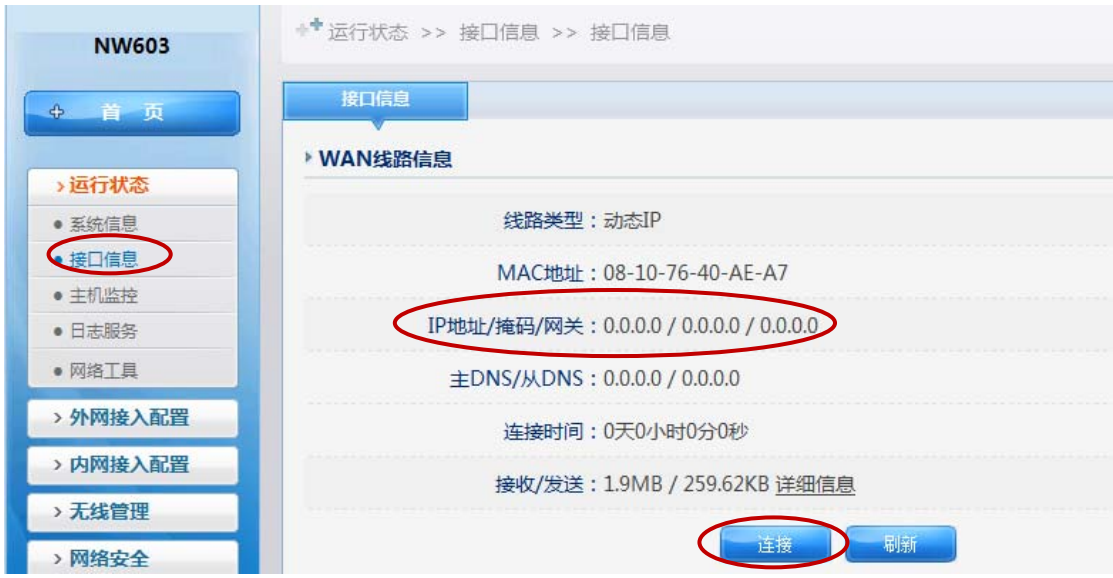 NW603
运行状态 >> 接口信息 >> 接口信息
首 页
接口信息
WAN线路信息
>运行状态
● 系统信息
● 接口信息
● 主机监控
● 日志服务
● 网络工具
> 外网接入配置
> 内网接入配置
> 无线管理
> 网络安全
线路类型：动态IP
MAC地址：08-10-76-40-AE-A7
IP地址/掩码/网关：0.0.0.0 / 0.0.0.0 / 0.0.0.0
主DNS/从DNS：0.0.0.0 / 0.0.0.0
连接时间：0天0小时0分0秒
接收/发送：1.9MB / 259.62KB 详细信息
连接 刷新